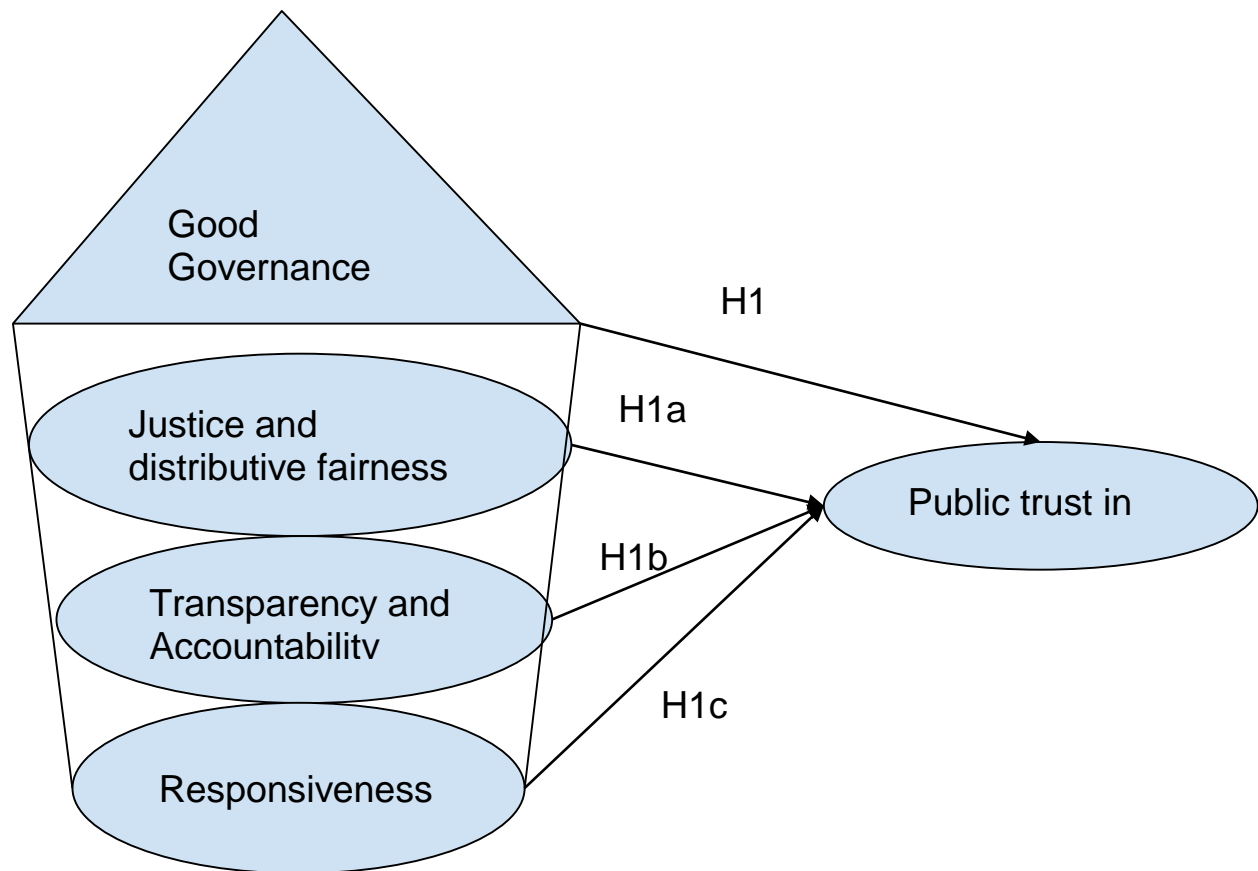 Good
Governance
H1
Justice and
distributive fairness
H1a
Public trust in
H1b
Transparency and
Accountability
H1c
Responsiveness